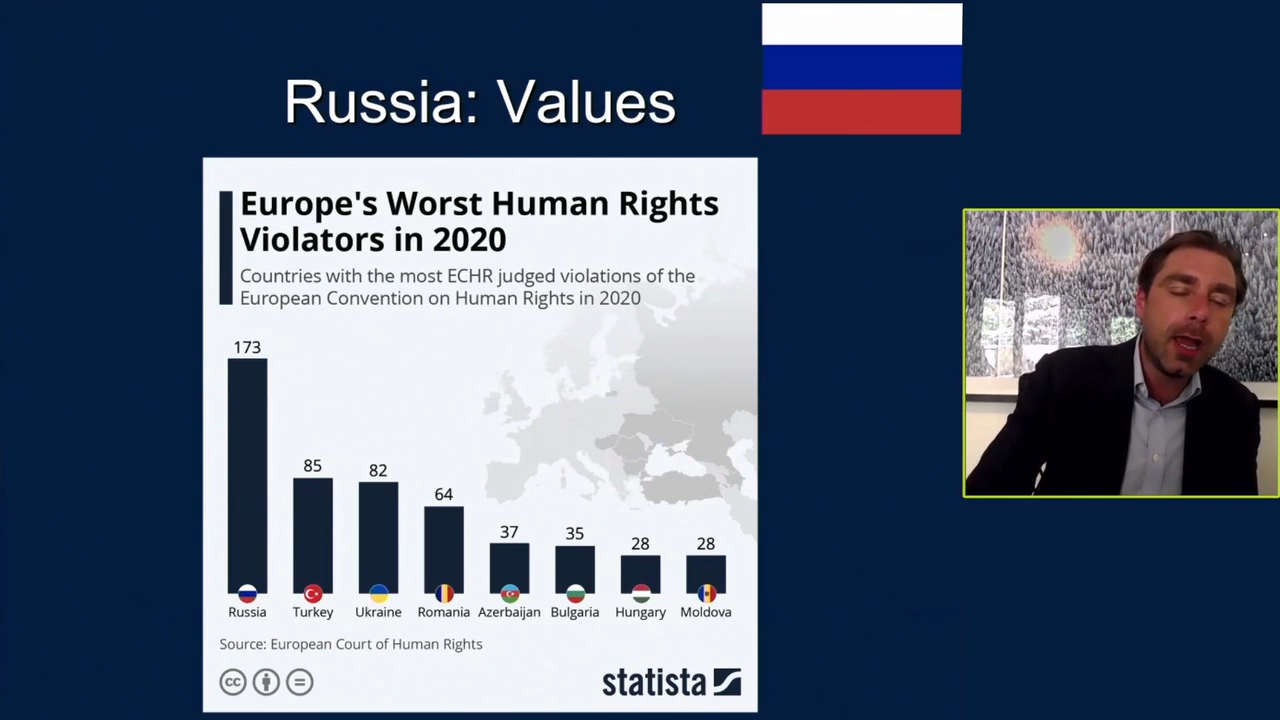 Russia: Values
Europe's Worst Human Rights
Violators in 2020
Countries with the most ECHR judged violations of the
European Convention on Human Rights in 2020
173
85
82
64
37
35
28
28
Russia
Turkey
Ukraine
Romania
Azerbaijan
Bulgaria
Hungary
Moldova
Source: European Court of Human Rights
cc
statista